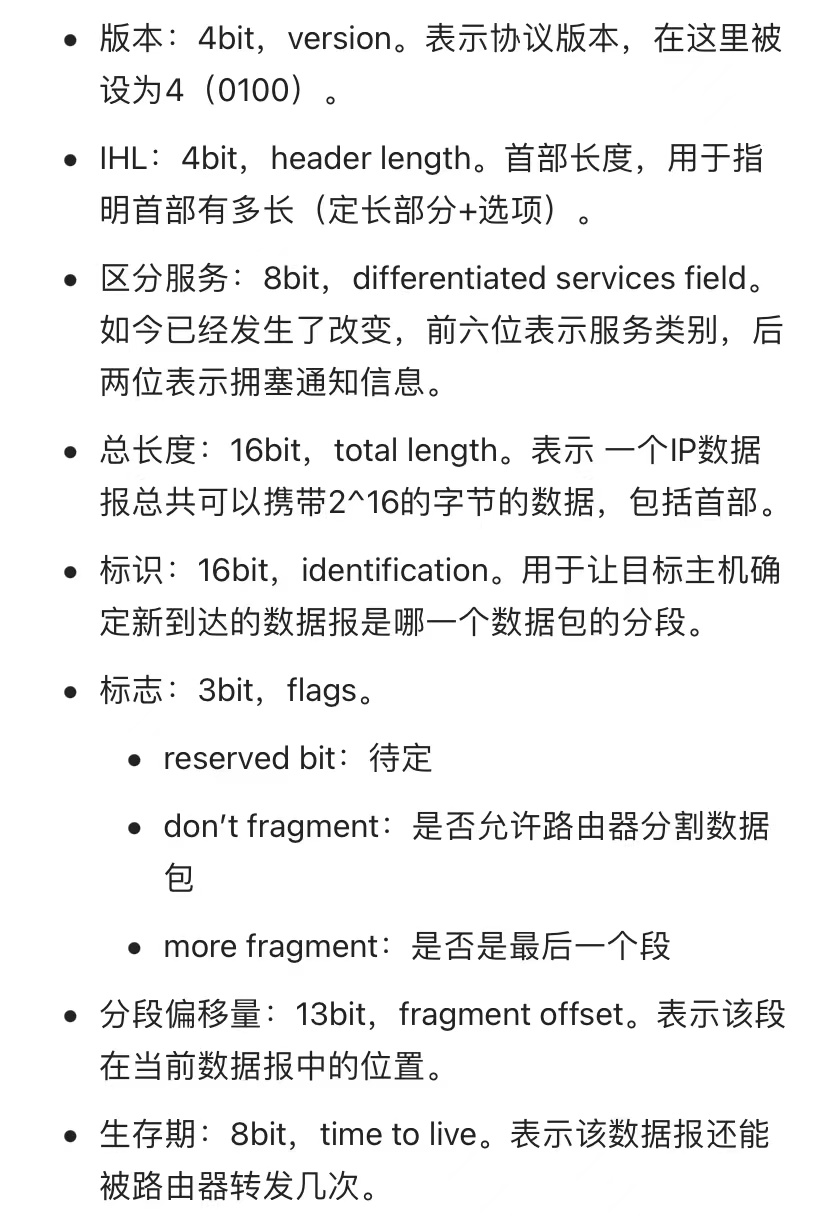 • 版本：4bit，version。表示协议版本，在这里被
设为4（0100）。
• IHL：4bit，header length。首部长度，用于指
明首部有多长（定长部分+选项）。
• 区分服务：8bit，differentiated services field。
如今已经发生了改变，前六位表示服务类别，后
两位表示拥塞通知信息。
• 总长度：16bit，total length。表示 一个IP数据
报总共可以携带2^16的字节的数据，包括首部。
• 标识：16bit，identification。用于让目标主机确
定新到达的数据报是哪一个数据包的分段。
• 标志：3bit，flags。
• reserved bit：待定
• don't fragment：是否允许路由器分割数据
包
• more fragment：是否是最后一个段
• 分段偏移量：13bit，fragment offset。表示该段
在当前数据报中的位置。
• 生存期：8bit，time to live。表示该数据报还能
被路由器转发几次。